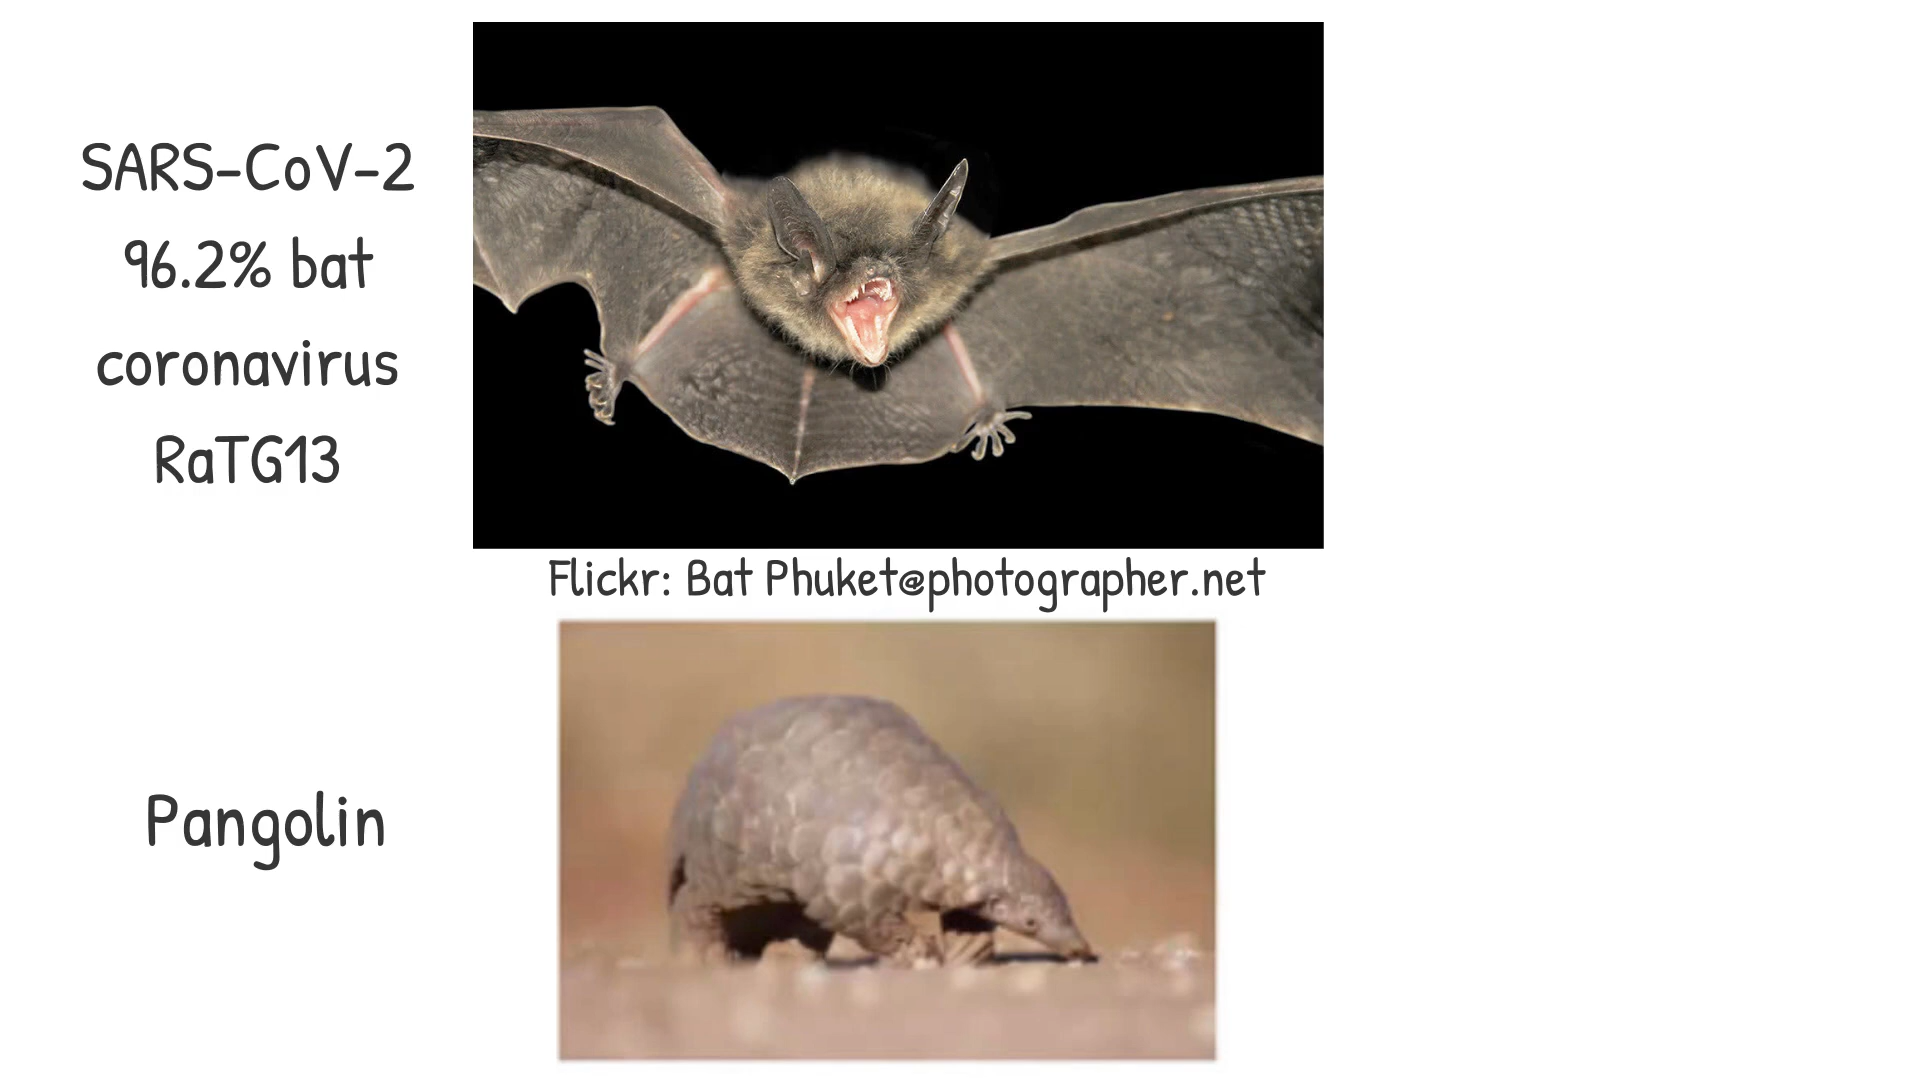 SARS-CoV-2
96.2% bat
coronavirus
RaTG13
Flickr: Bat Phuket@photographer.net
Pangolin